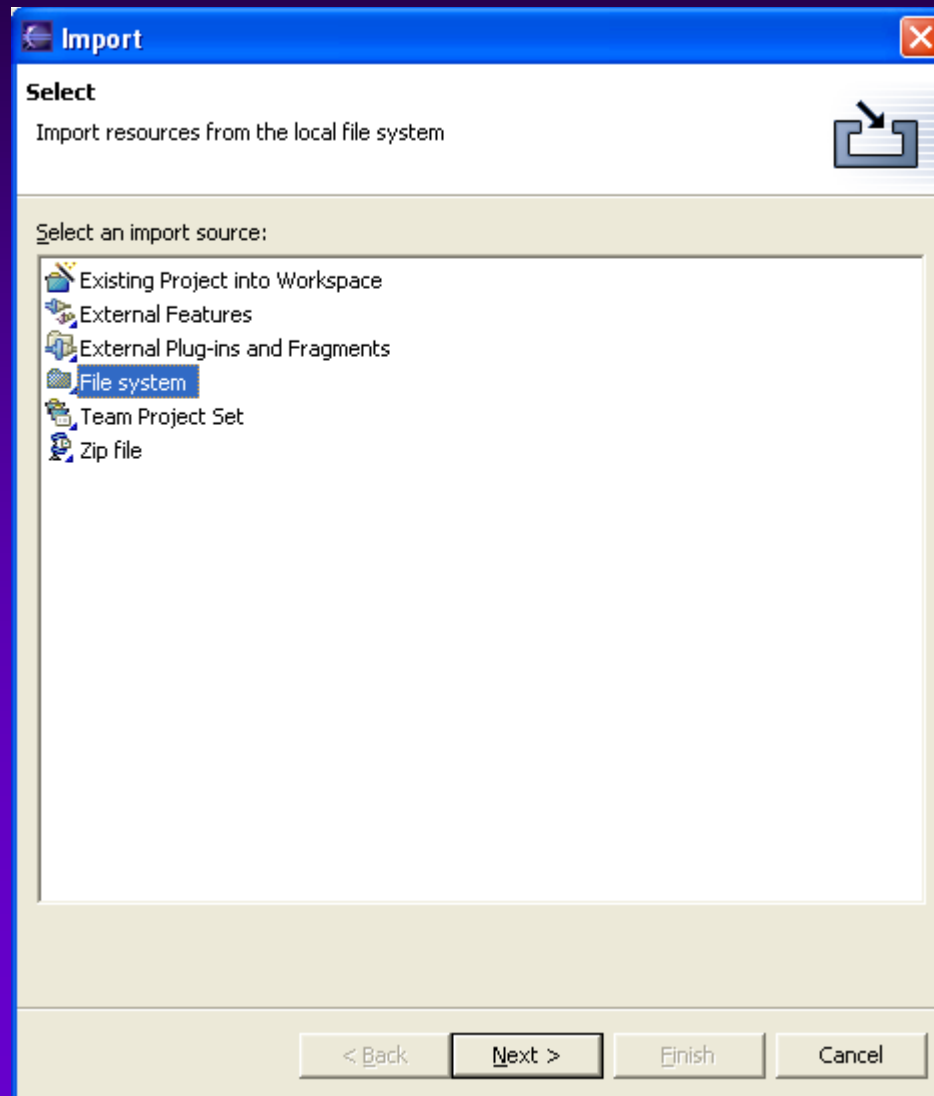 Import
Select
Import resources from the local file system
Select an import source:
Existing Project into Workspace
External Features
External Plug-ins and Fragments
File system
Team Project Set
Zip file
< Back
Next >
Finish
Cancel